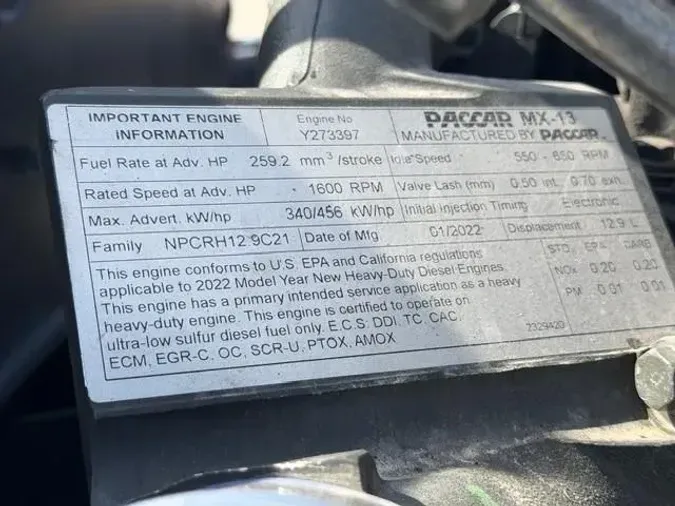 IMPORTANT ENGINE INFORMATION
Engine No Y273397
PACCAR MX-13
MANUFACTURED BY PACCAR
Fuel Rate at Adv. HP 259.2 mm³/stroke Idle Speed 550 - 650 RPM
Rated Speed at Adv. HP 1600 RPM Valve Lash (mm) 0.50 int. 0.70 exh.
Max. Advert. kW/hp 340/456 kW/hp Initial Injection Timing Electronic
Family NPCRH12.9C21 Date of Mfg 01/2022 Displacement 12.9 L
This engine conforms to U.S. EPA and California regulations
applicable to 2022 Model Year New Heavy-Duty Diesel Engines.
This engine has a primary intended service application as a heavy
heavy-duty engine. This engine is certified to operate on
ultra-low sulfur diesel fuel only. E.C.S. DDI, TC, CAC,
ECM, EGR-C, OC, SCR-U, PTOX, AMOX
STD. EPA CARB
NOx 0.20 0.20
PM 0.01 0.01
2329420